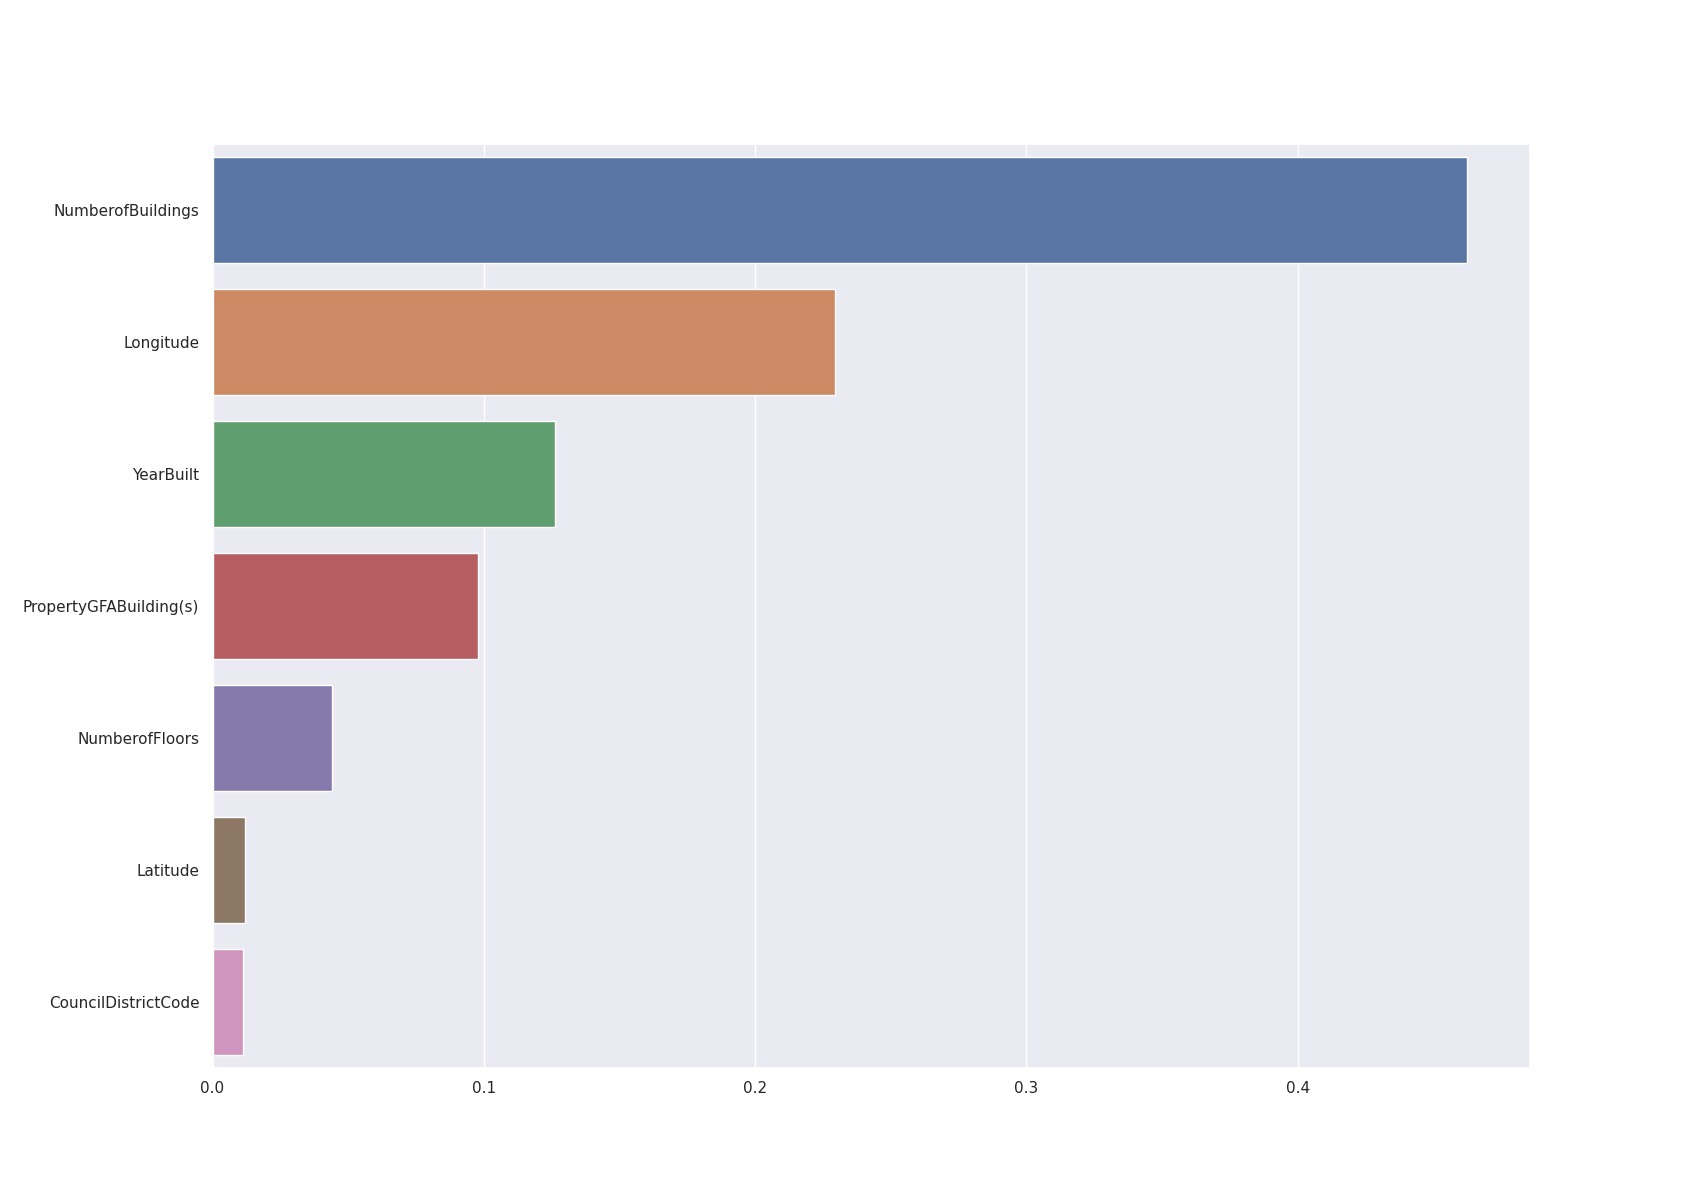 NumberofBuildings
Longitude
YearBuilt
PropertyGFABuilding(s)
NumberofFloors
Latitude
CouncilDistrictCode
0.0 0.1 0.2 0.3 0.4